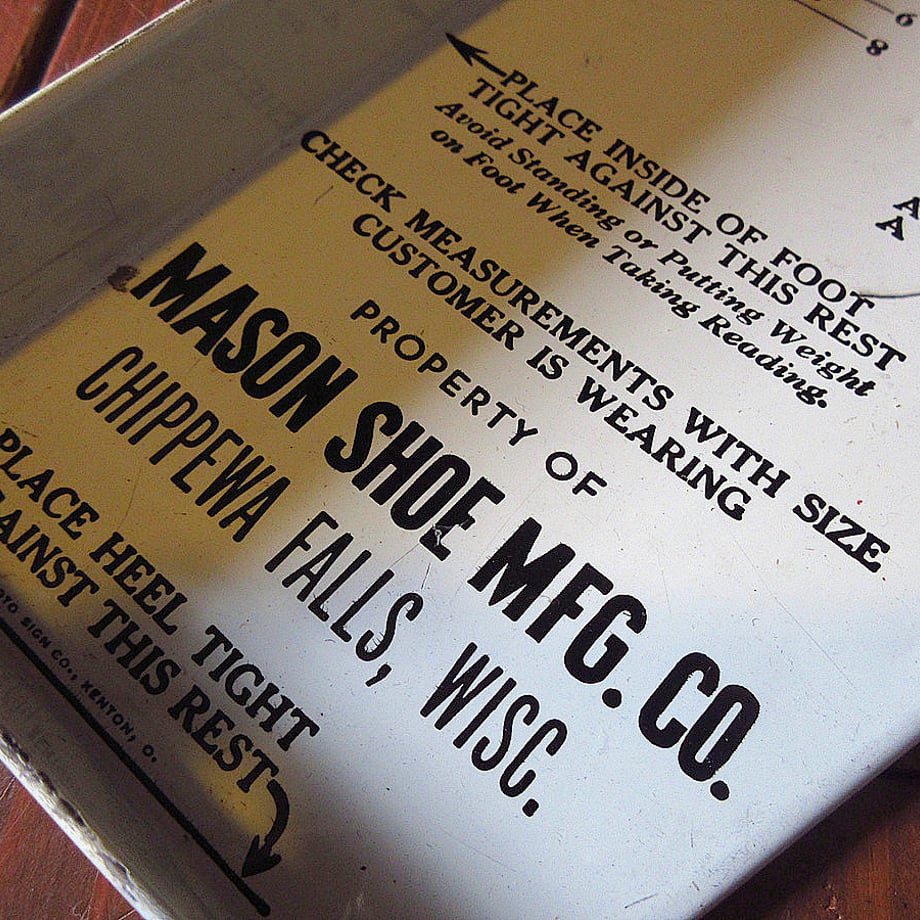 6
8
PLACE INSIDE OF FOOT
TIGHT AGAINST THIS REST
Avoid Standing or Putting Weight
on Foot When Taking Reading.
A
A
CHECK MEASUREMENTS WITH SIZE
CUSTOMER IS WEARING
PROPERTY OF
MASON SHOE MFG. CO.
CHIPPEWA FALLS, WISC.
PLACE HEEL TIGHT
AINST THIS REST
SIGN CO., KENTON, O.